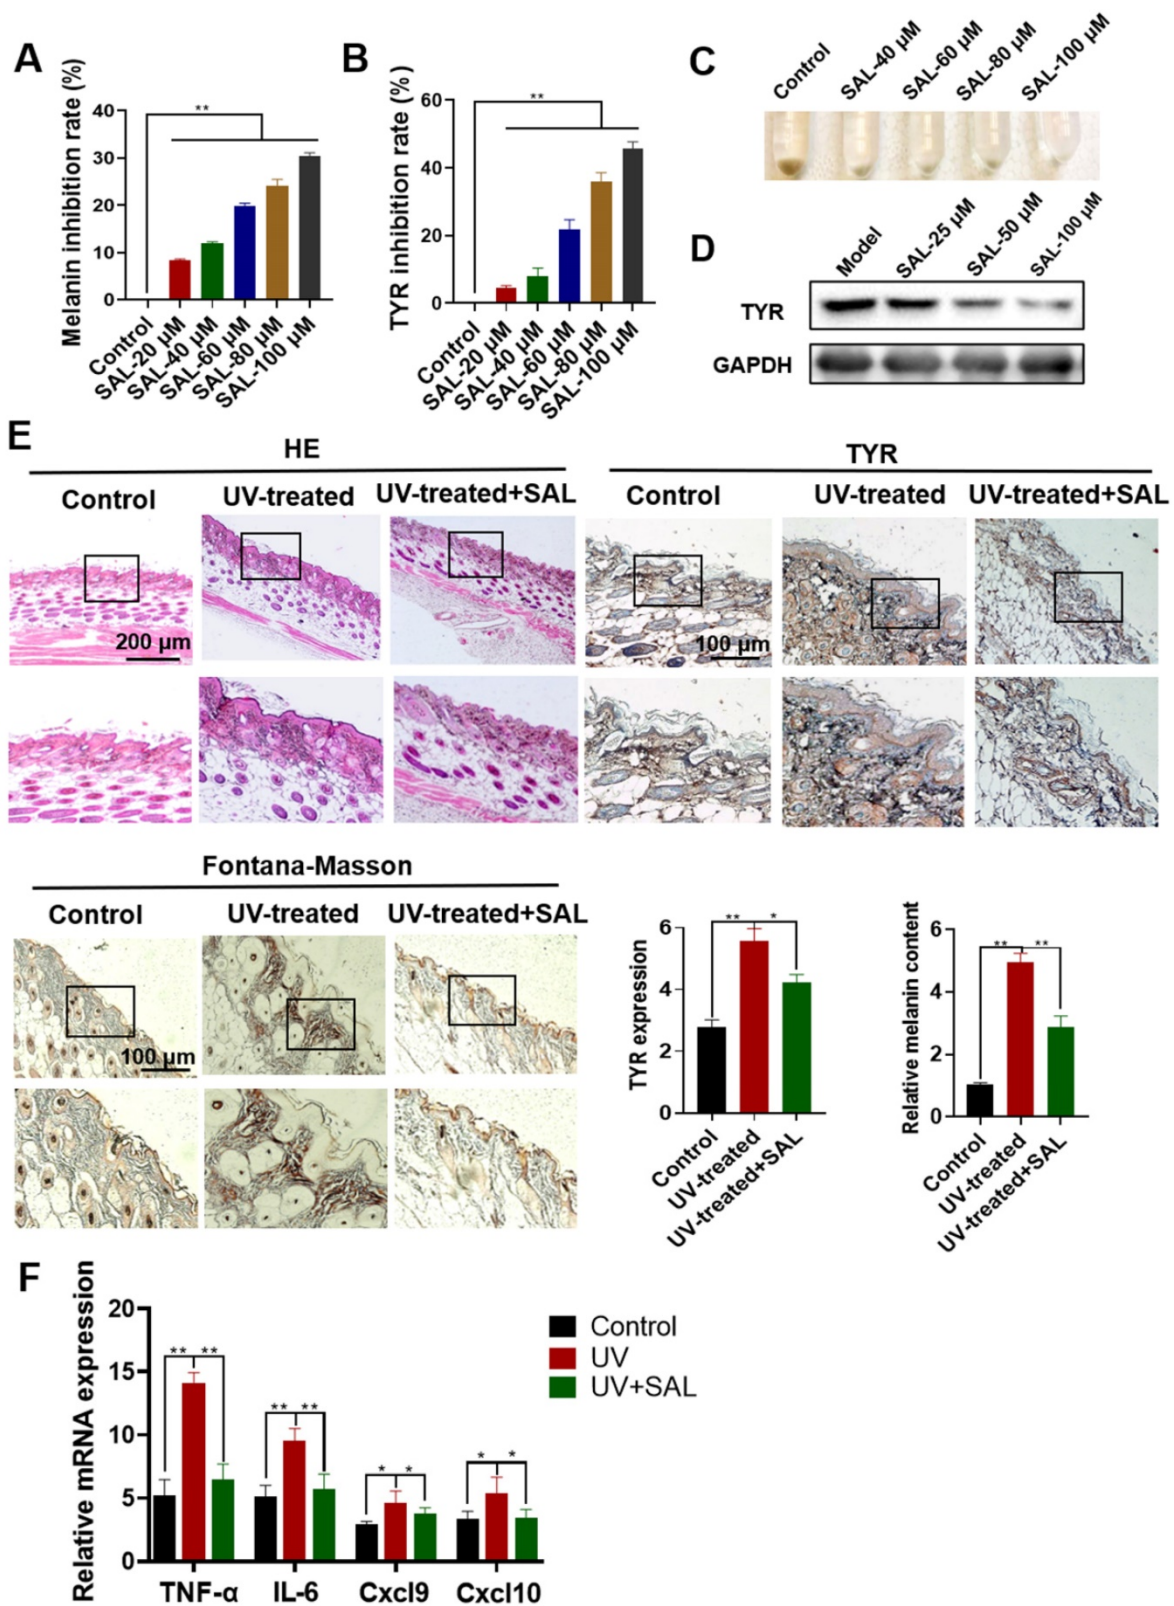 A
Melanin inhibition rate (%)
40
30
20
10
0
**
Control
SAL-20 μM
SAL-40 μM
SAL-60 μM
SAL-80 μM
SAL-100 μM
B
TYR inhibition rate (%)
60
40
20
0
**
Control
SAL-20 μM
SAL-40 μM
SAL-60 μM
SAL-80 μM
SAL-100 μM
C
Control
SAL-40 μM
SAL-60 μM
SAL-80 μM
SAL-100 μM
D
Model
SAL-25 μM
SAL-50 μM
SAL-100 μM
TYR
GAPDH
E
HE
Control
UV-treated
UV-treated+SAL
200 μm
TYR
Control
UV-treated
UV-treated+SAL
100 μm
Fontana-Masson
Control
UV-treated
UV-treated+SAL
100 μm
TYR expression
6
4
2
0
** *
Control
UV-treated
UV-treated+SAL
Relative melanin content
6
4
2
0
** **
Control
UV-treated
UV-treated+SAL
F
Relative mRNA expression
20
15
10
5
0
** **
** **
* *
* *
TNF-α
IL-6
Cxcl9
Cxcl10
Control
UV
UV+SAL